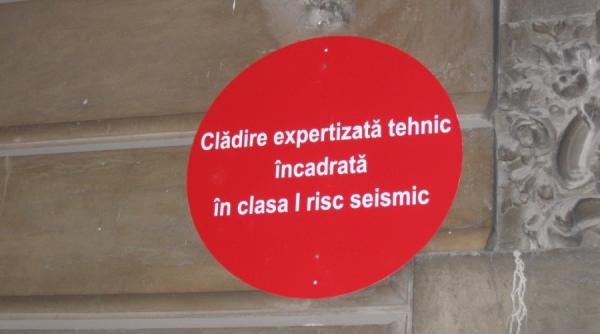 Clădire expertizată tehnic
încadrată
în clasa I risc seismic